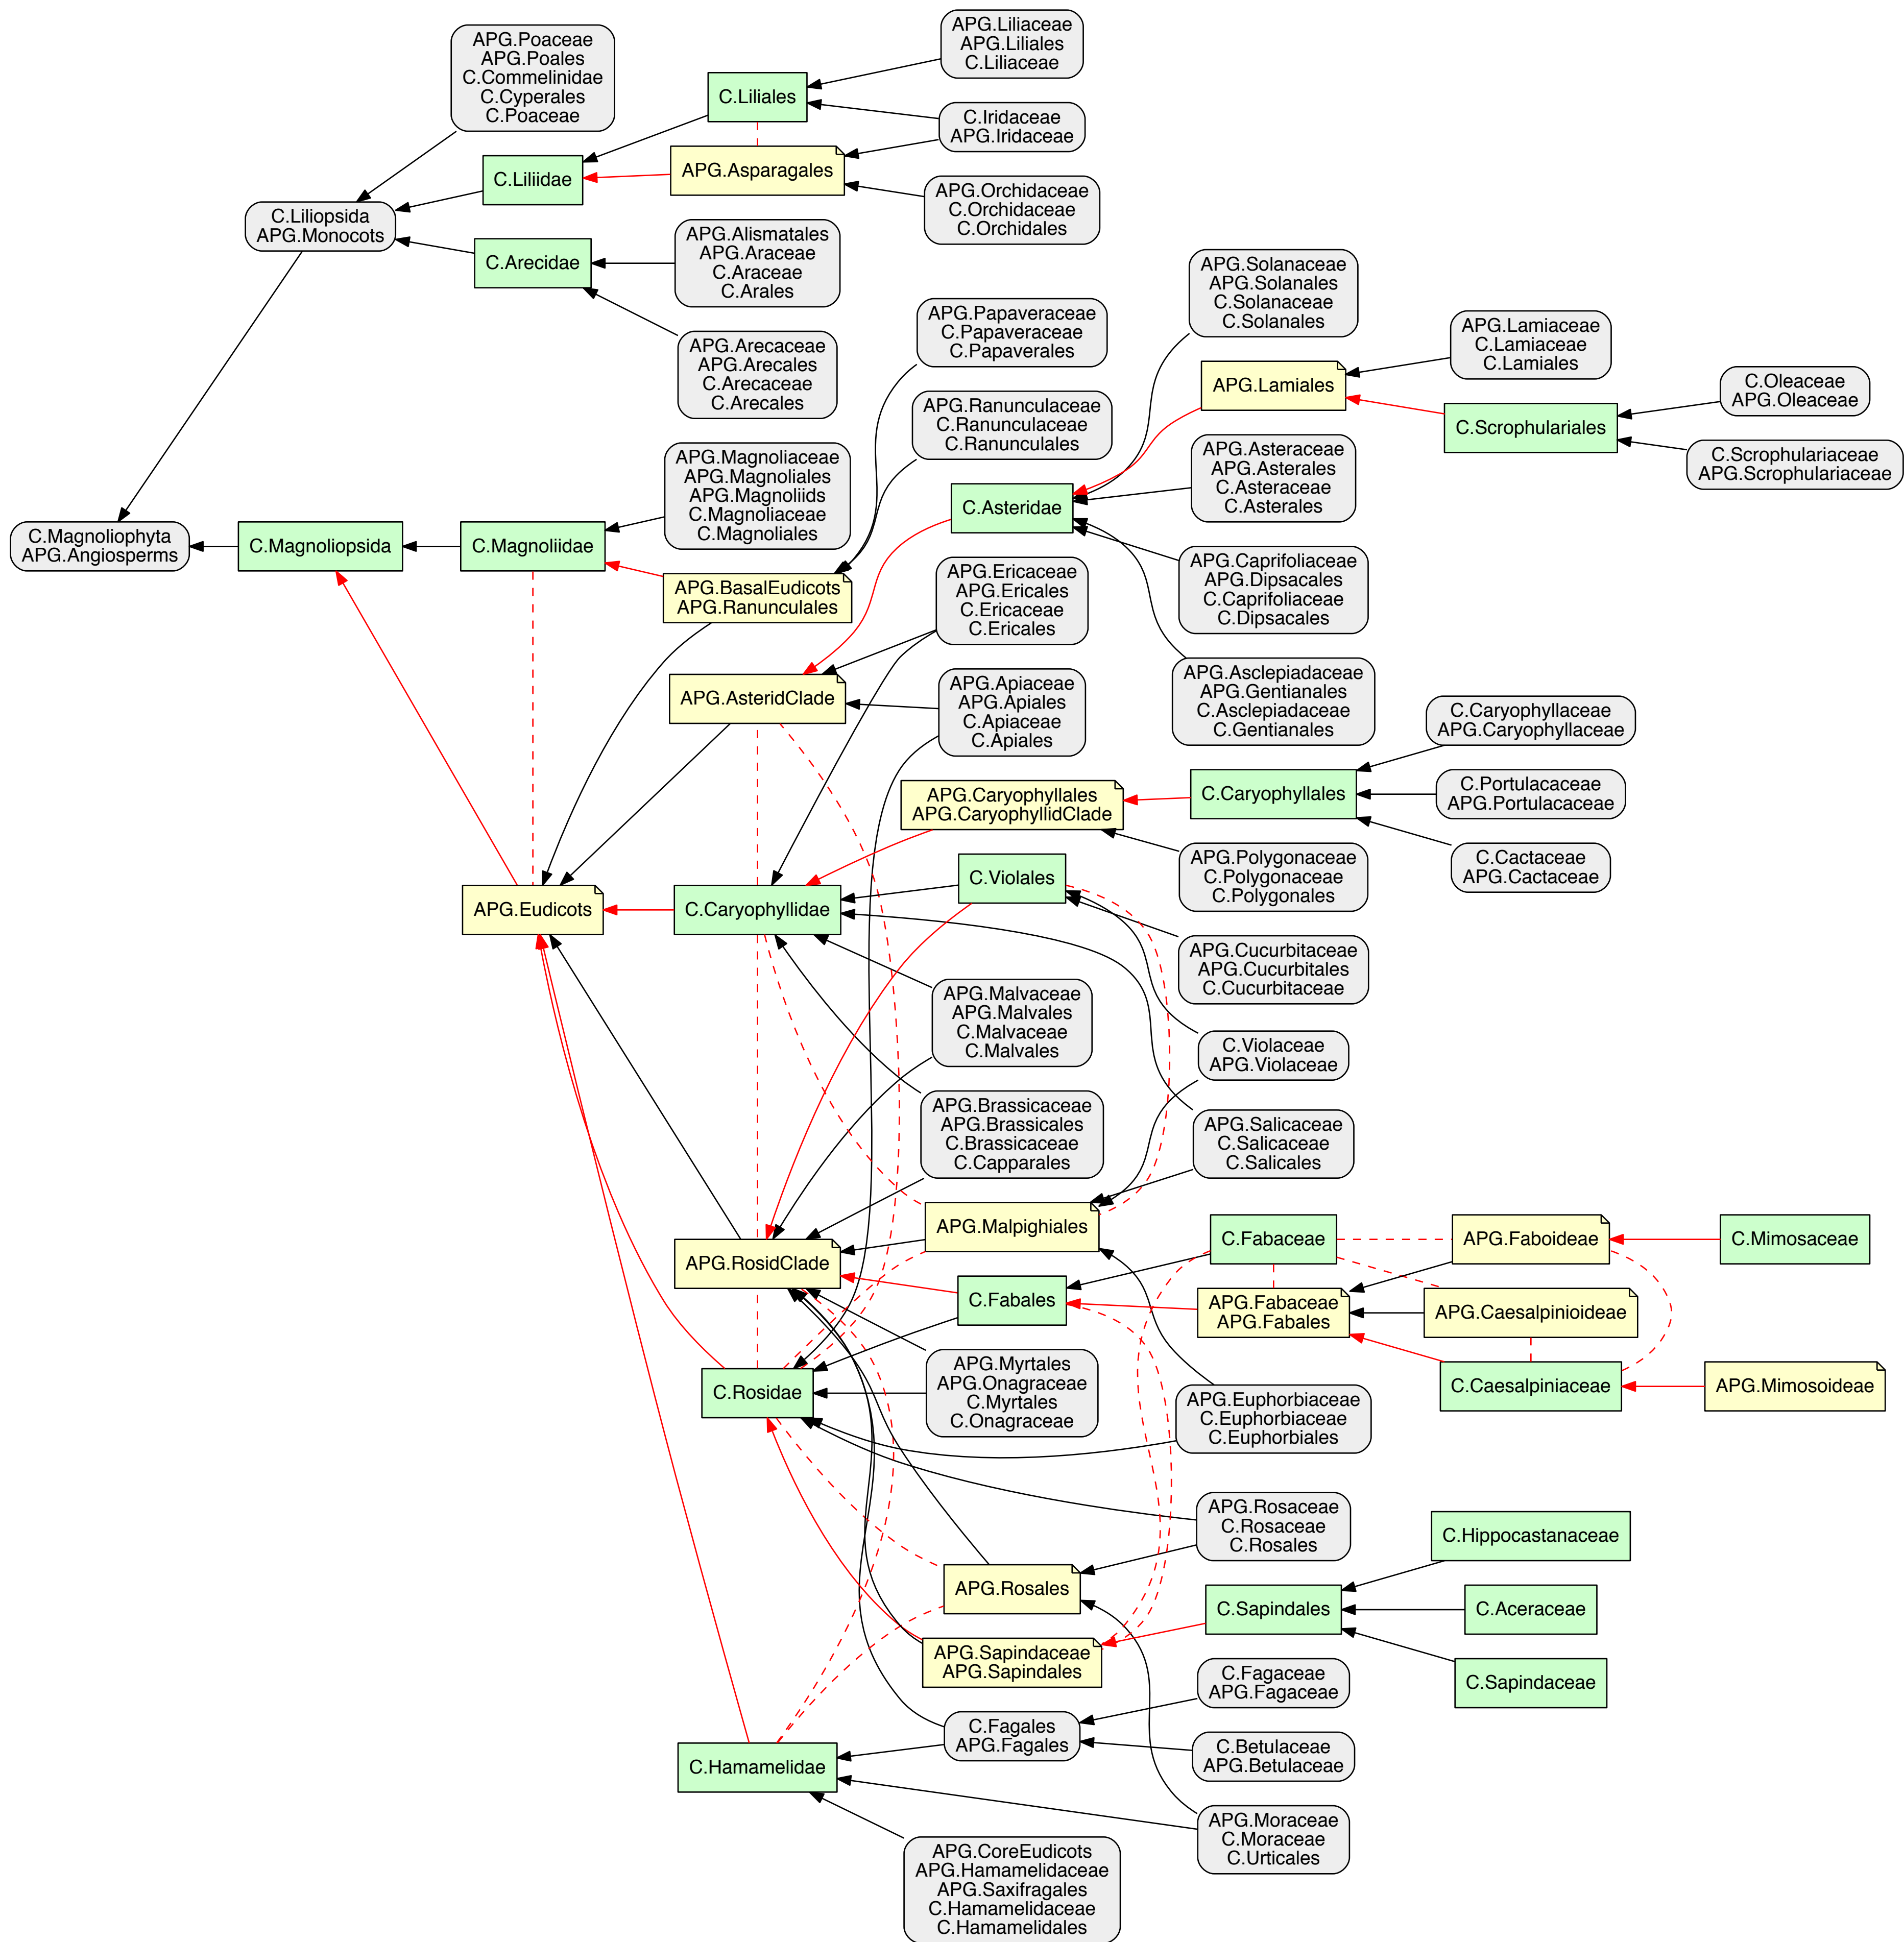 APG.Poaceae
APG.Poales
C.Commelinidae
C.Cyperales
C.Poaceae
APG.Liliaceae
APG.Liliales
C.Liliaceae
C.Liliales
C.Iridaceae
APG.Iridaceae
APG.Asparagales
C.Liliidae
APG.Orchidaceae
C.Orchidaceae
C.Orchidales
C.Liliopsida
APG.Monocots
C.Arecidae
APG.Alismatales
APG.Araceae
C.Araceae
C.Arales
APG.Arecaceae
APG.Arecales
C.Arecaceae
C.Arecales
APG.Papaveraceae
C.Papaveraceae
C.Papaverales
APG.Solanaceae
APG.Solanales
C.Solanaceae
C.Solanales
APG.Lamiaceae
C.Lamiaceae
C.Lamiales
APG.Lamiales
C.Oleaceae
APG.Oleaceae
C.Scrophulariales
C.Scrophulariaceae
APG.Scrophulariaceae
APG.Ranunculaceae
C.Ranunculaceae
C.Ranunculales
APG.Asteraceae
APG.Asterales
C.Asteraceae
C.Asterales
APG.Magnoliaceae
APG.Magnoliales
APG.Magnoliids
C.Magnoliaceae
C.Magnoliales
C.Asteridae
C.Magnoliophyta
APG.Angiosperms
C.Magnoliopsida
C.Magnoliidae
APG.BasalEudicots
APG.Ranunculales
APG.Ericaceae
APG.Ericales
C.Ericaceae
C.Ericales
APG.Caprifoliaceae
APG.Dipsacales
C.Caprifoliaceae
C.Dipsacales
APG.AsteridClade
APG.Apiaceae
APG.Apiales
C.Apiaceae
C.Apiales
APG.Asclepiadaceae
APG.Gentianales
C.Asclepiadaceae
C.Gentianales
C.Caryophyllaceae
APG.Caryophyllaceae
APG.Caryophyllales
APG.CaryophyllidClade
C.Caryophyllales
C.Portulacaceae
APG.Portulacaceae
APG.Polygonaceae
C.Polygonaceae
C.Polygonales
C.Cactaceae
APG.Cactaceae
C.Violales
APG.Eudicots
C.Caryophyllidae
APG.Cucurbitaceae
APG.Cucurbitales
C.Cucurbitaceae
APG.Malvaceae
APG.Malvales
C.Malvaceae
C.Malvales
C.Violaceae
APG.Violaceae
APG.Brassicaceae
APG.Brassicales
C.Brassicaceae
C.Capparales
APG.Salicaceae
C.Salicaceae
C.Salicales
APG.Malpighiales
C.Fabaceae
APG.Faboideae
C.Mimosaceae
APG.RosidClade
C.Fabales
APG.Fabaceae
APG.Fabales
APG.Caesalpinioideae
C.Rosidae
APG.Myrtales
APG.Onagraceae
C.Myrtales
C.Onagraceae
C.Caesalpiniaceae
APG.Mimosoideae
APG.Euphorbiaceae
C.Euphorbiaceae
C.Euphorbiales
APG.Rosaceae
C.Rosaceae
C.Rosales
C.Hippocastanaceae
APG.Rosales
C.Sapindales
C.Aceraceae
APG.Sapindaceae
APG.Sapindales
C.Sapindaceae
C.Fagaceae
APG.Fagaceae
C.Fagales
APG.Fagales
C.Betulaceae
APG.Betulaceae
C.Hamamelidae
APG.Moraceae
C.Moraceae
C.Urticales
APG.CoreEudicots
APG.Hamamelidaceae
APG.Saxifragales
C.Hamamelidaceae
C.Hamamelidales